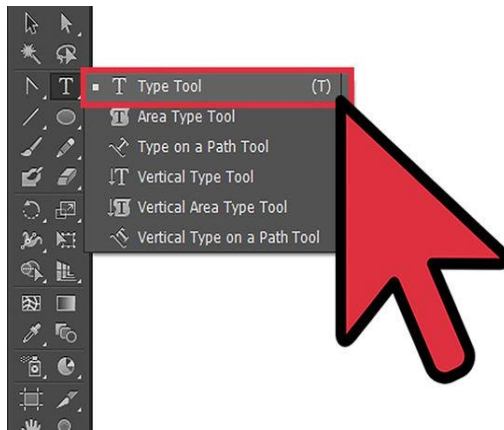 T Type Tool (T)
Area Type Tool
Type on a Path Tool
Vertical Type Tool
Vertical Area Type Tool
Vertical Type on a Path Tool